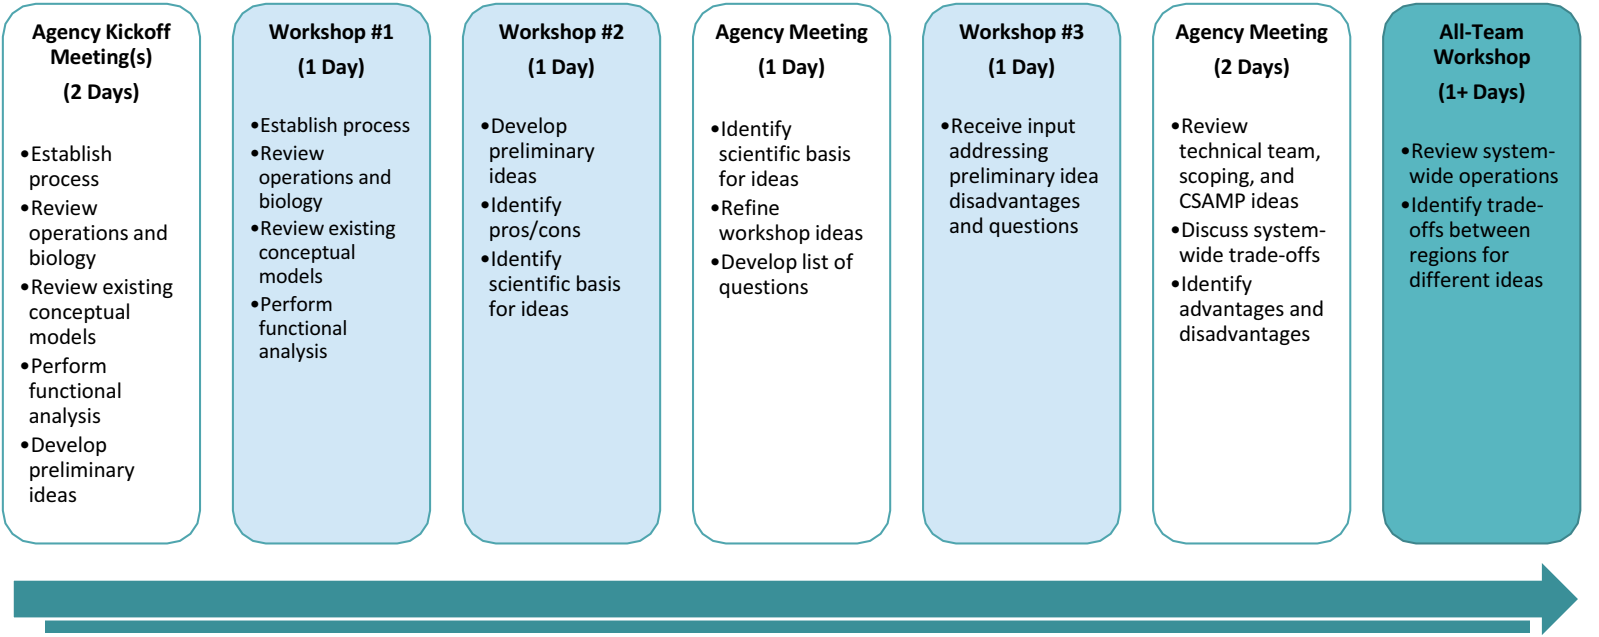 Agency Kickoff
Meeting(s)
(2 Days)
•Establish
process
•Review
operations and
biology
•Review existing
conceptual
models
•Perform
functional
analysis
•Develop
preliminary
ideas
Workshop #1
(1 Day)
•Establish process
•Review
operations and
biology
•Review existing
conceptual
models
•Perform
functional
analysis
Workshop #2
(1 Day)
•Develop
preliminary
ideas
•Identify
pros/cons
•Identify
scientific basis
for ideas
Agency Meeting
(1 Day)
•Identify
scientific basis
for ideas
•Refine
workshop ideas
•Develop list of
questions
Workshop #3
(1 Day)
•Receive input
addressing
preliminary idea
disadvantages
and questions
Agency Meeting
(2 Days)
•Review
technical team,
scoping, and
CSAMP ideas
•Discuss system-
wide trade-offs
•Identify
advantages and
disadvantages
All-Team
Workshop
(1+ Days)
•Review system-
wide operations
•Identify trade-
offs between
regions for
different ideas